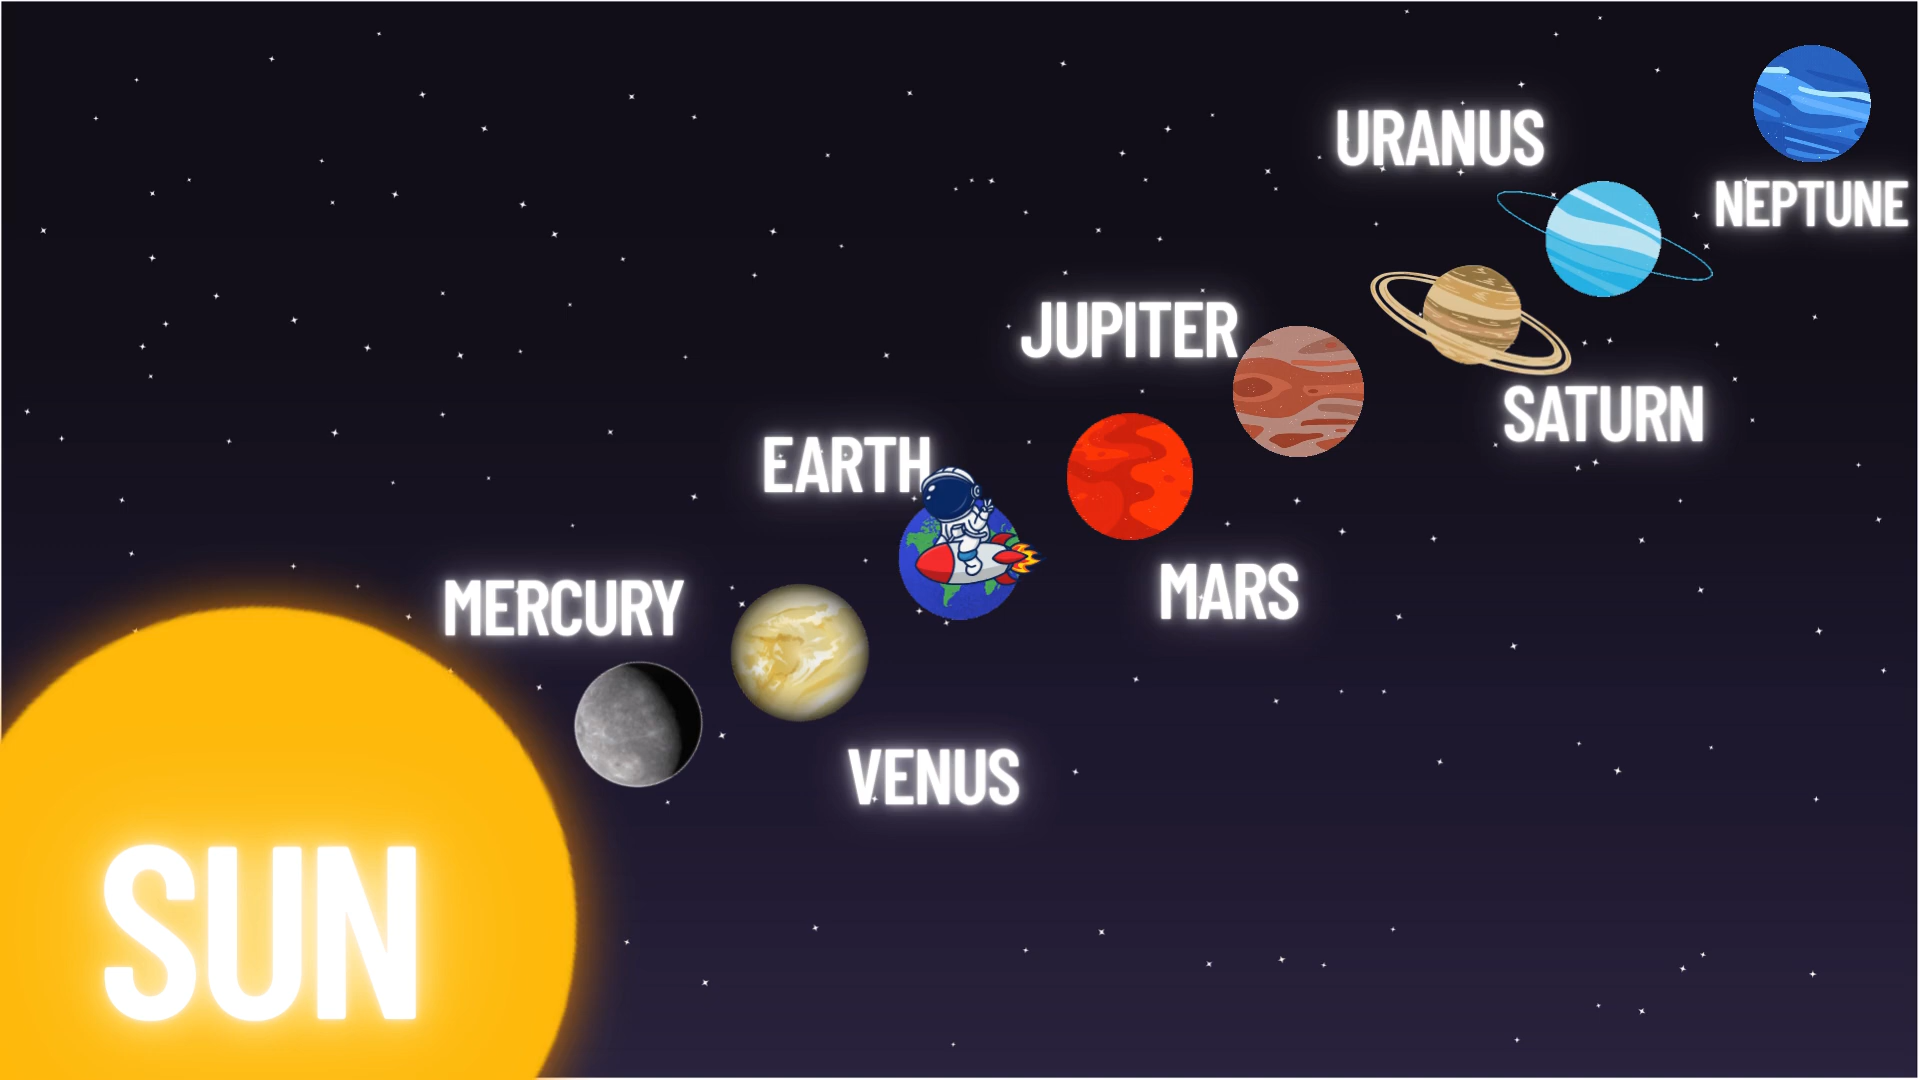 URANUS
NEPTUNE
JUPITER
SATURN
EARTH
MARS
MERCURY
VENUS
SUN